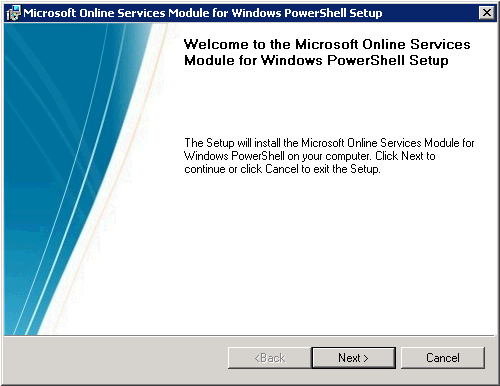 Microsoft Online Services Module for Windows PowerShell Setup
Welcome to the Microsoft Online Services
Module for Windows PowerShell Setup
The Setup will install the Microsoft Online Services Module for
Windows PowerShell on your computer. Click Next to
continue or click Cancel to exit the Setup.
<Back
Next >
Cancel